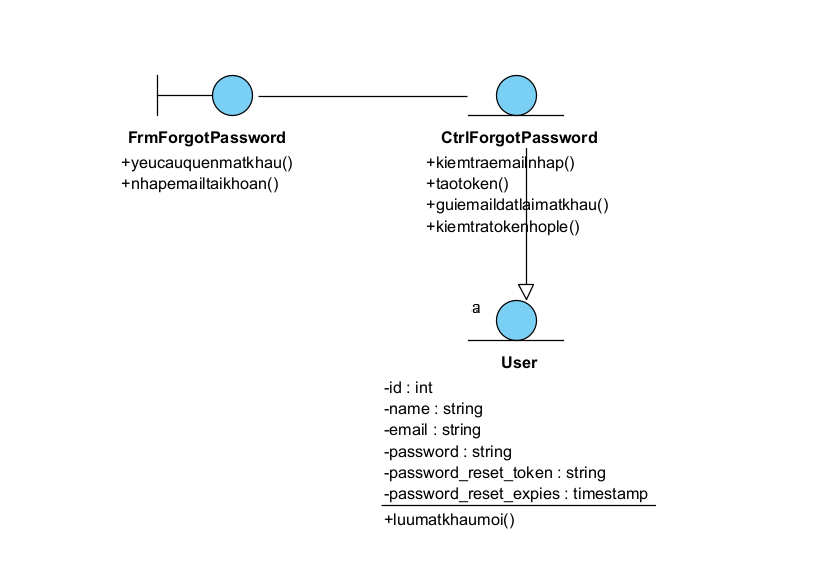 FrmForgotPassword
+yeucauquenmatkhau()
+nhapemailtaikhoan()
CtrlForgotPassword
+kiemtraemailnhap()
+taotoken()
+guiemaildatlaimatkhau()
+kiemtratokenhople()
a
User
-id : int
-name : string
-email : string
-password : string
-password_reset_token : string
-password_reset_expies : timestamp
+luumatkhaumoi()